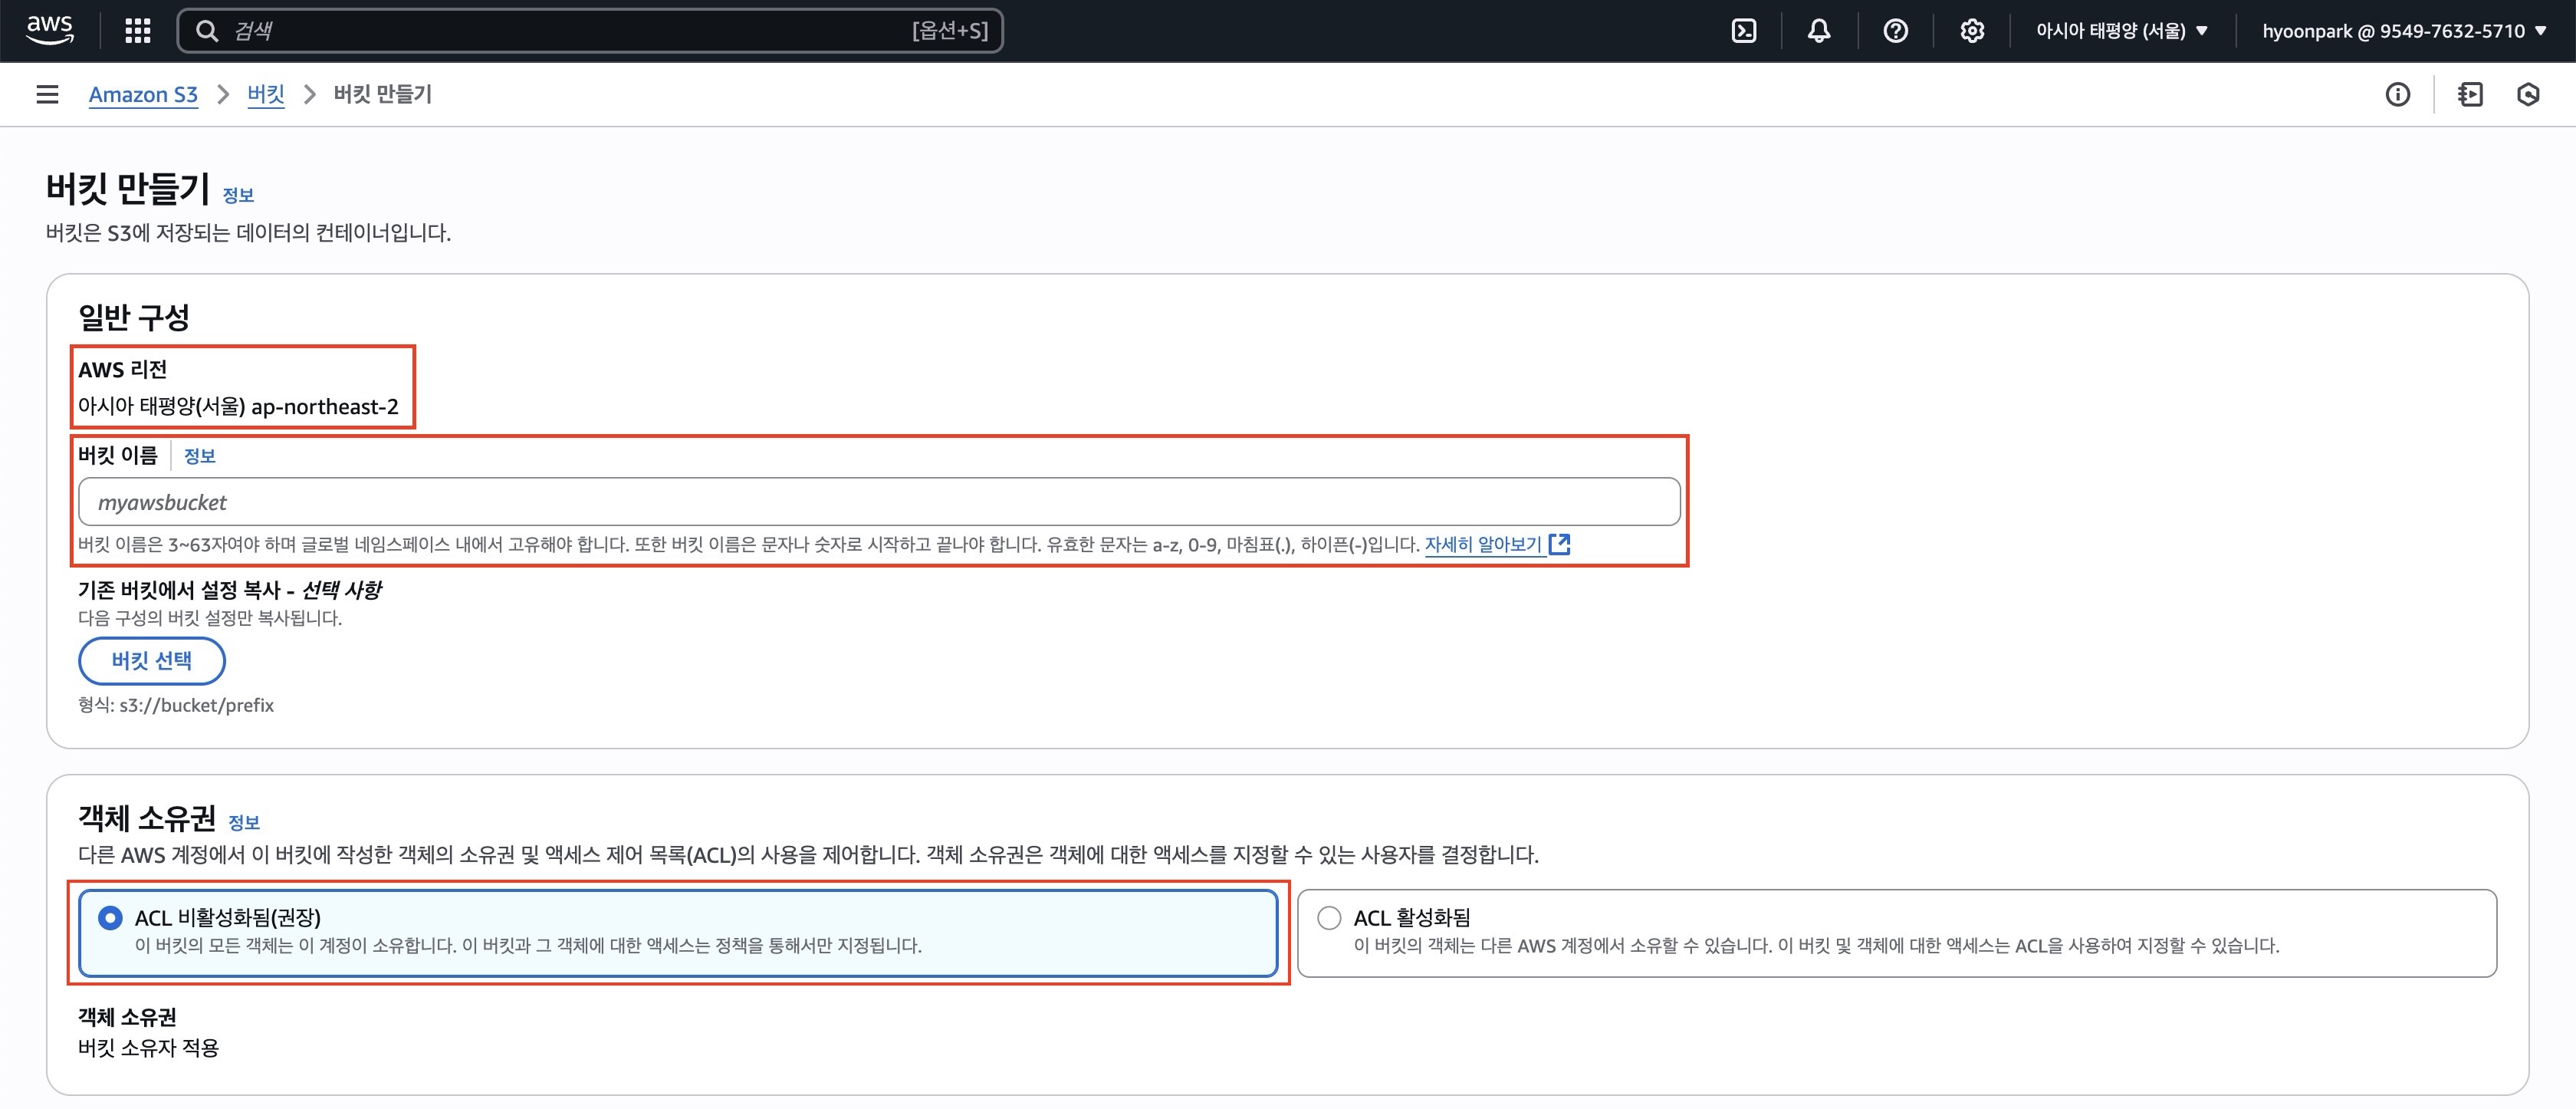 aws
검색
[옵션+S]
아시아 태평양 (서울)
hyoonpark @ 9549-7632-5710
Amazon S3
버킷
버킷 만들기
버킷 만들기 정보
버킷은 S3에 저장되는 데이터의 컨테이너입니다.
일반 구성
AWS 리전
아시아 태평양(서울) ap-northeast-2
버킷 이름 정보
myawsbucket
버킷 이름은 3~63자여야 하며 글로벌 네임스페이스 내에서 고유해야 합니다. 또한 버킷 이름은 문자나 숫자로 시작하고 끝나야 합니다. 유효한 문자는 a-z, 0-9, 마침표(.), 하이픈(-)입니다. 자세히 알아보기
기존 버킷에서 설정 복사 - 선택 사항
다음 구성의 버킷 설정만 복사됩니다.
버킷 선택
형식: s3://bucket/prefix
객체 소유권 정보
다른 AWS 계정에서 이 버킷에 작성한 객체의 소유권 및 액세스 제어 목록(ACL)의 사용을 제어합니다. 객체 소유권은 객체에 대한 액세스를 지정할 수 있는 사용자를 결정합니다.
ACL 비활성화됨(권장)
이 버킷의 모든 객체는 이 계정이 소유합니다. 이 버킷과 그 객체에 대한 액세스는 정책을 통해서만 지정됩니다.
ACL 활성화됨
이 버킷의 객체는 다른 AWS 계정에서 소유할 수 있습니다. 이 버킷 및 객체에 대한 액세스는 ACL을 사용하여 지정할 수 있습니다.
객체 소유권
버킷 소유자 적용